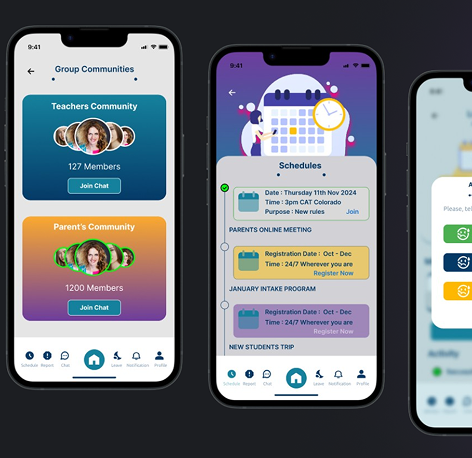 9:41
Group Communities
Teachers Community
127 Members
Join Chat
Parent's Community
1200 Members
Join Chat
Schedule Report Chat Leave Notification Profile
9:41
Schedules
Date : Thursday 11th Nov 2024
Time : 3pm CAT Colorado
Purpose : New rules Join
PARENTS ONLINE MEETING
Registration Date : Oct - Dec
Time : 24/7 Wherever you are
Register Now
JANUARY INTAKE PROGRAM
Registration Date : Oct - Dec
Time : 24/7 Wherever you are
Register Now
NEW STUDENTS TRIP
Schedule Report Chat Leave Notification Profile
A
Please, tel
Activity